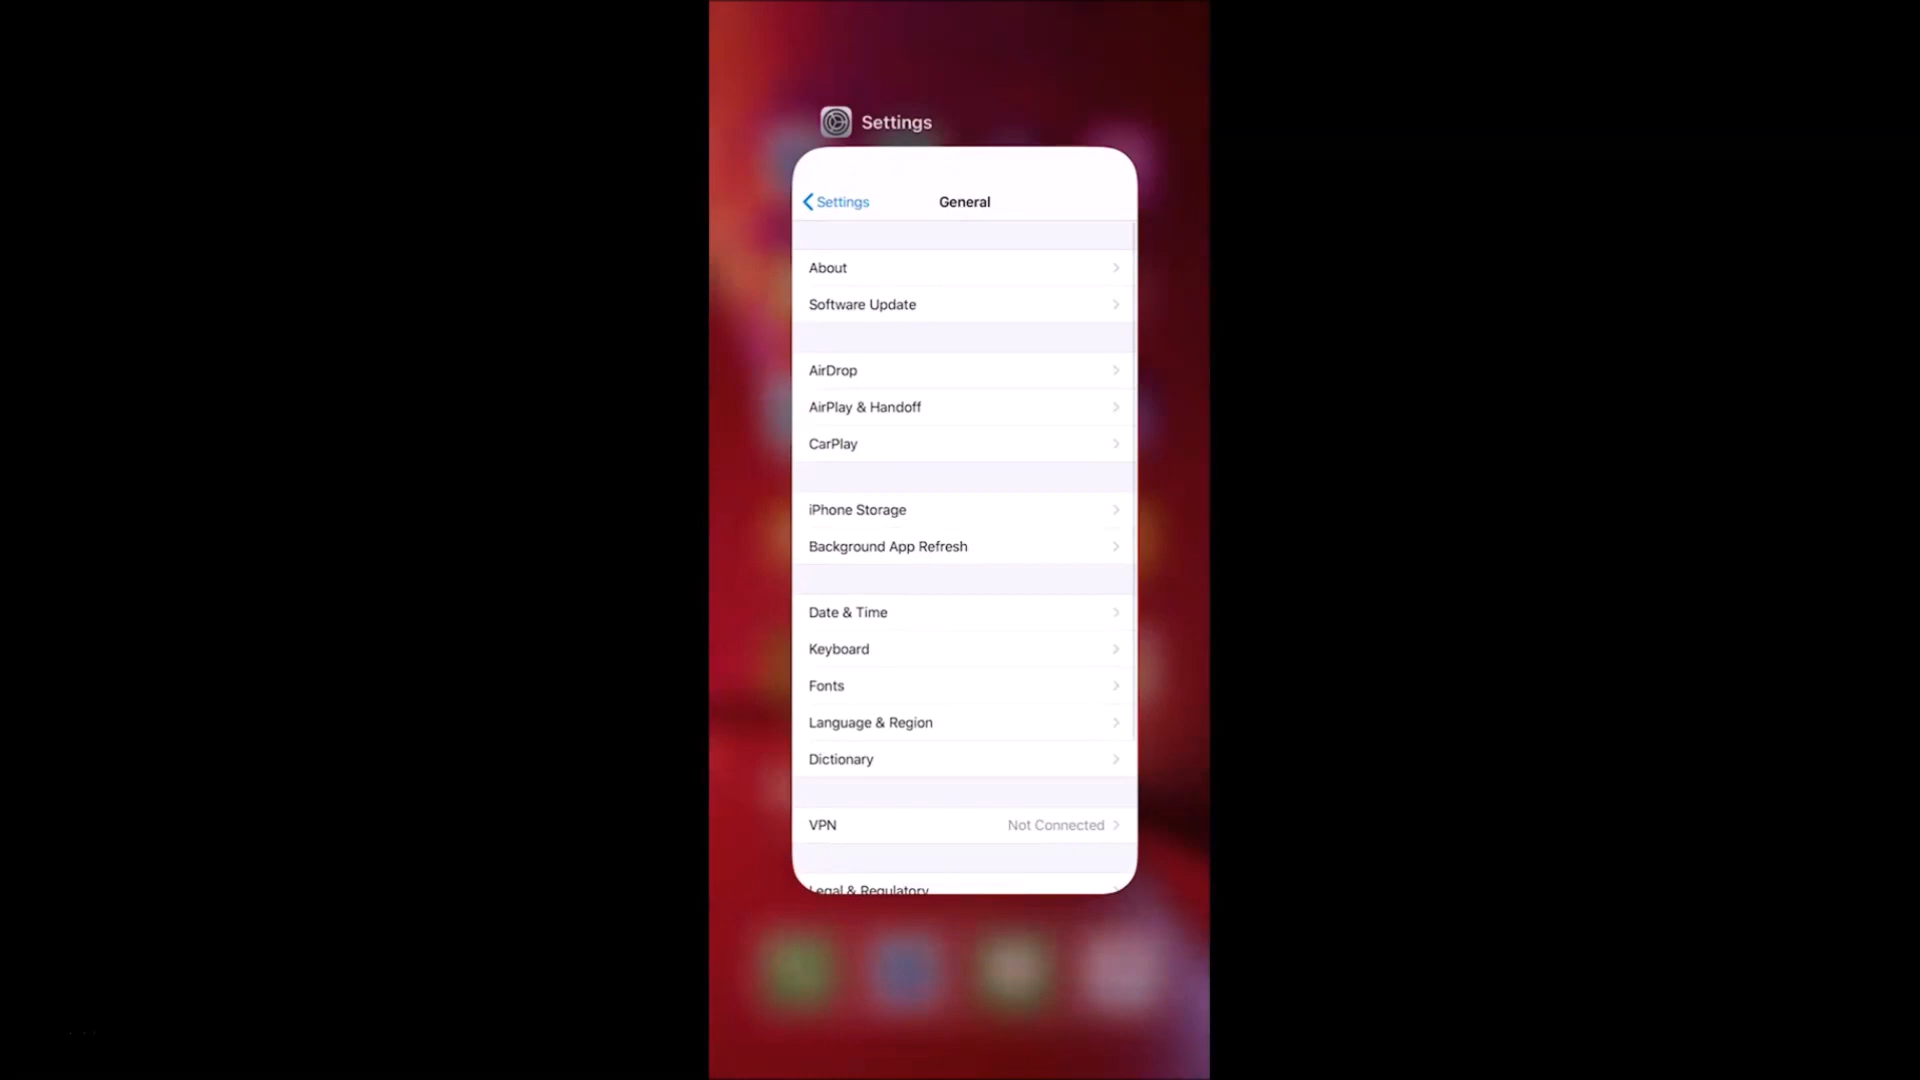 Settings
Settings
General
About
Software Update
AirDrop
AirPlay & Handoff
CarPlay
iPhone Storage
Background App Refresh
Date & Time
Keyboard
Fonts
Language & Region
Dictionary
VPN Not Connected
Legal & Regulatory